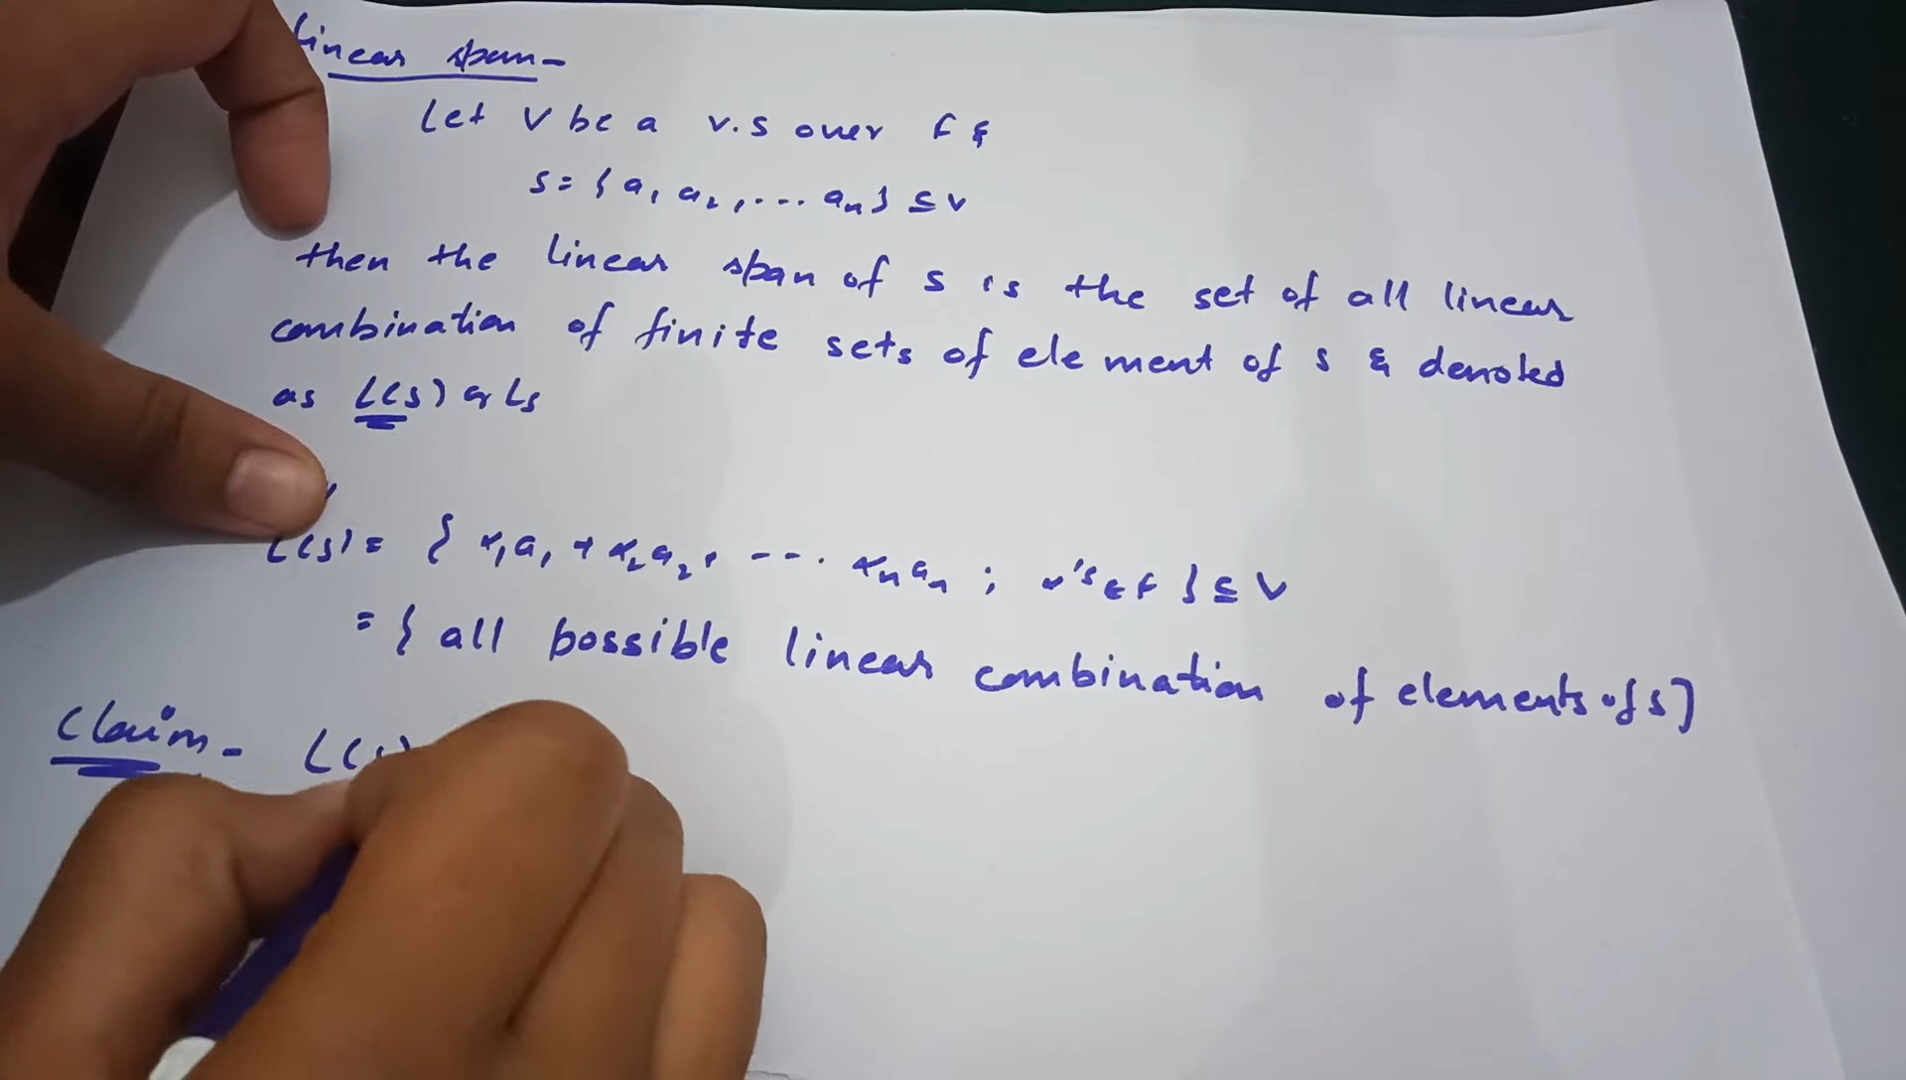 Linear span-
Let V be a v.s over F &
S = { a₁ a₂, ... aₙ } ⊆ V
then the linear span of S is the set of all linear
combination of finite sets of element of S & denoted
as L(S) or Ls
L(S) = { α₁a₁ + α₂a₂, ---. αₙaₙ ; α's ∈ F } ⊆ V
= { all possible linear combination of elements of S }
Claim- L(S)